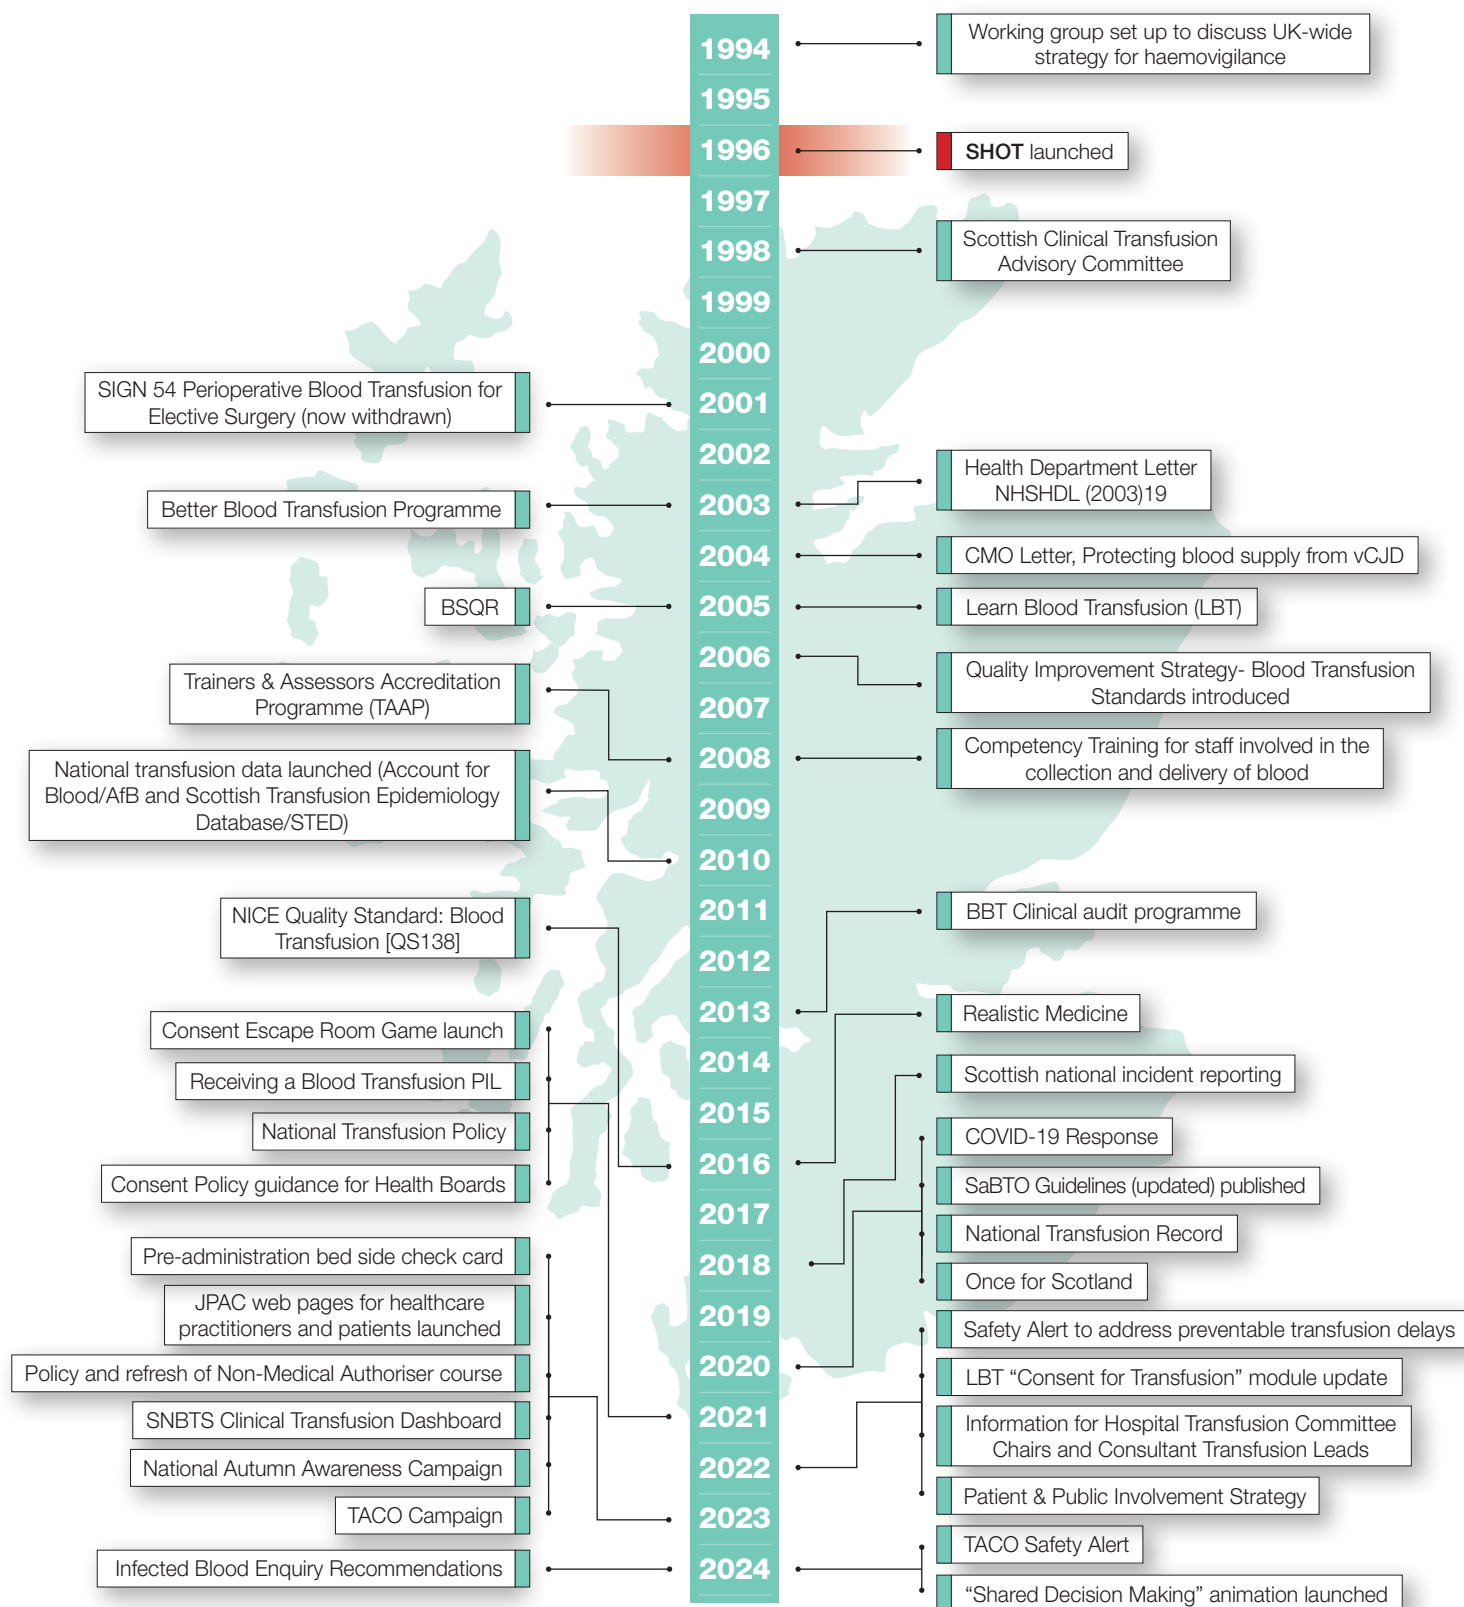 1994
Working group set up to discuss UK-wide
strategy for haemovigilance
1995
1996
SHOT launched
1997
1998
Scottish Clinical Transfusion
Advisory Committee
1999
2000
SIGN 54 Perioperative Blood Transfusion for
Elective Surgery (now withdrawn)
2001
2002
Better Blood Transfusion Programme
2003
Health Department Letter
NHSHDL (2003)19
2004
CMO Letter, Protecting blood supply from vCJD
BSQR
2005
Learn Blood Transfusion (LBT)
2006
Quality Improvement Strategy- Blood Transfusion
Standards introduced
Trainers & Assessors Accreditation
Programme (TAAP)
2007
2008
Competency Training for staff involved in the
collection and delivery of blood
National transfusion data launched (Account for
Blood/AfB and Scottish Transfusion Epidemiology
Database/STED)
2009
2010
NICE Quality Standard: Blood
Transfusion [QS138]
2011
BBT Clinical audit programme
2012
2013
Realistic Medicine
Consent Escape Room Game launch
2014
Scottish national incident reporting
Receiving a Blood Transfusion PIL
2015
National Transfusion Policy
COVID-19 Response
2016
Consent Policy guidance for Health Boards
SaBTO Guidelines (updated) published
2017
National Transfusion Record
Pre-administration bed side check card
2018
Once for Scotland
JPAC web pages for healthcare
practitioners and patients launched
2019
Safety Alert to address preventable transfusion delays
Policy and refresh of Non-Medical Authoriser course
2020
LBT “Consent for Transfusion” module update
SNBTS Clinical Transfusion Dashboard
2021
Information for Hospital Transfusion Committee
Chairs and Consultant Transfusion Leads
National Autumn Awareness Campaign
2022
Patient & Public Involvement Strategy
TACO Campaign
2023
TACO Safety Alert
Infected Blood Enquiry Recommendations
2024
“Shared Decision Making” animation launched